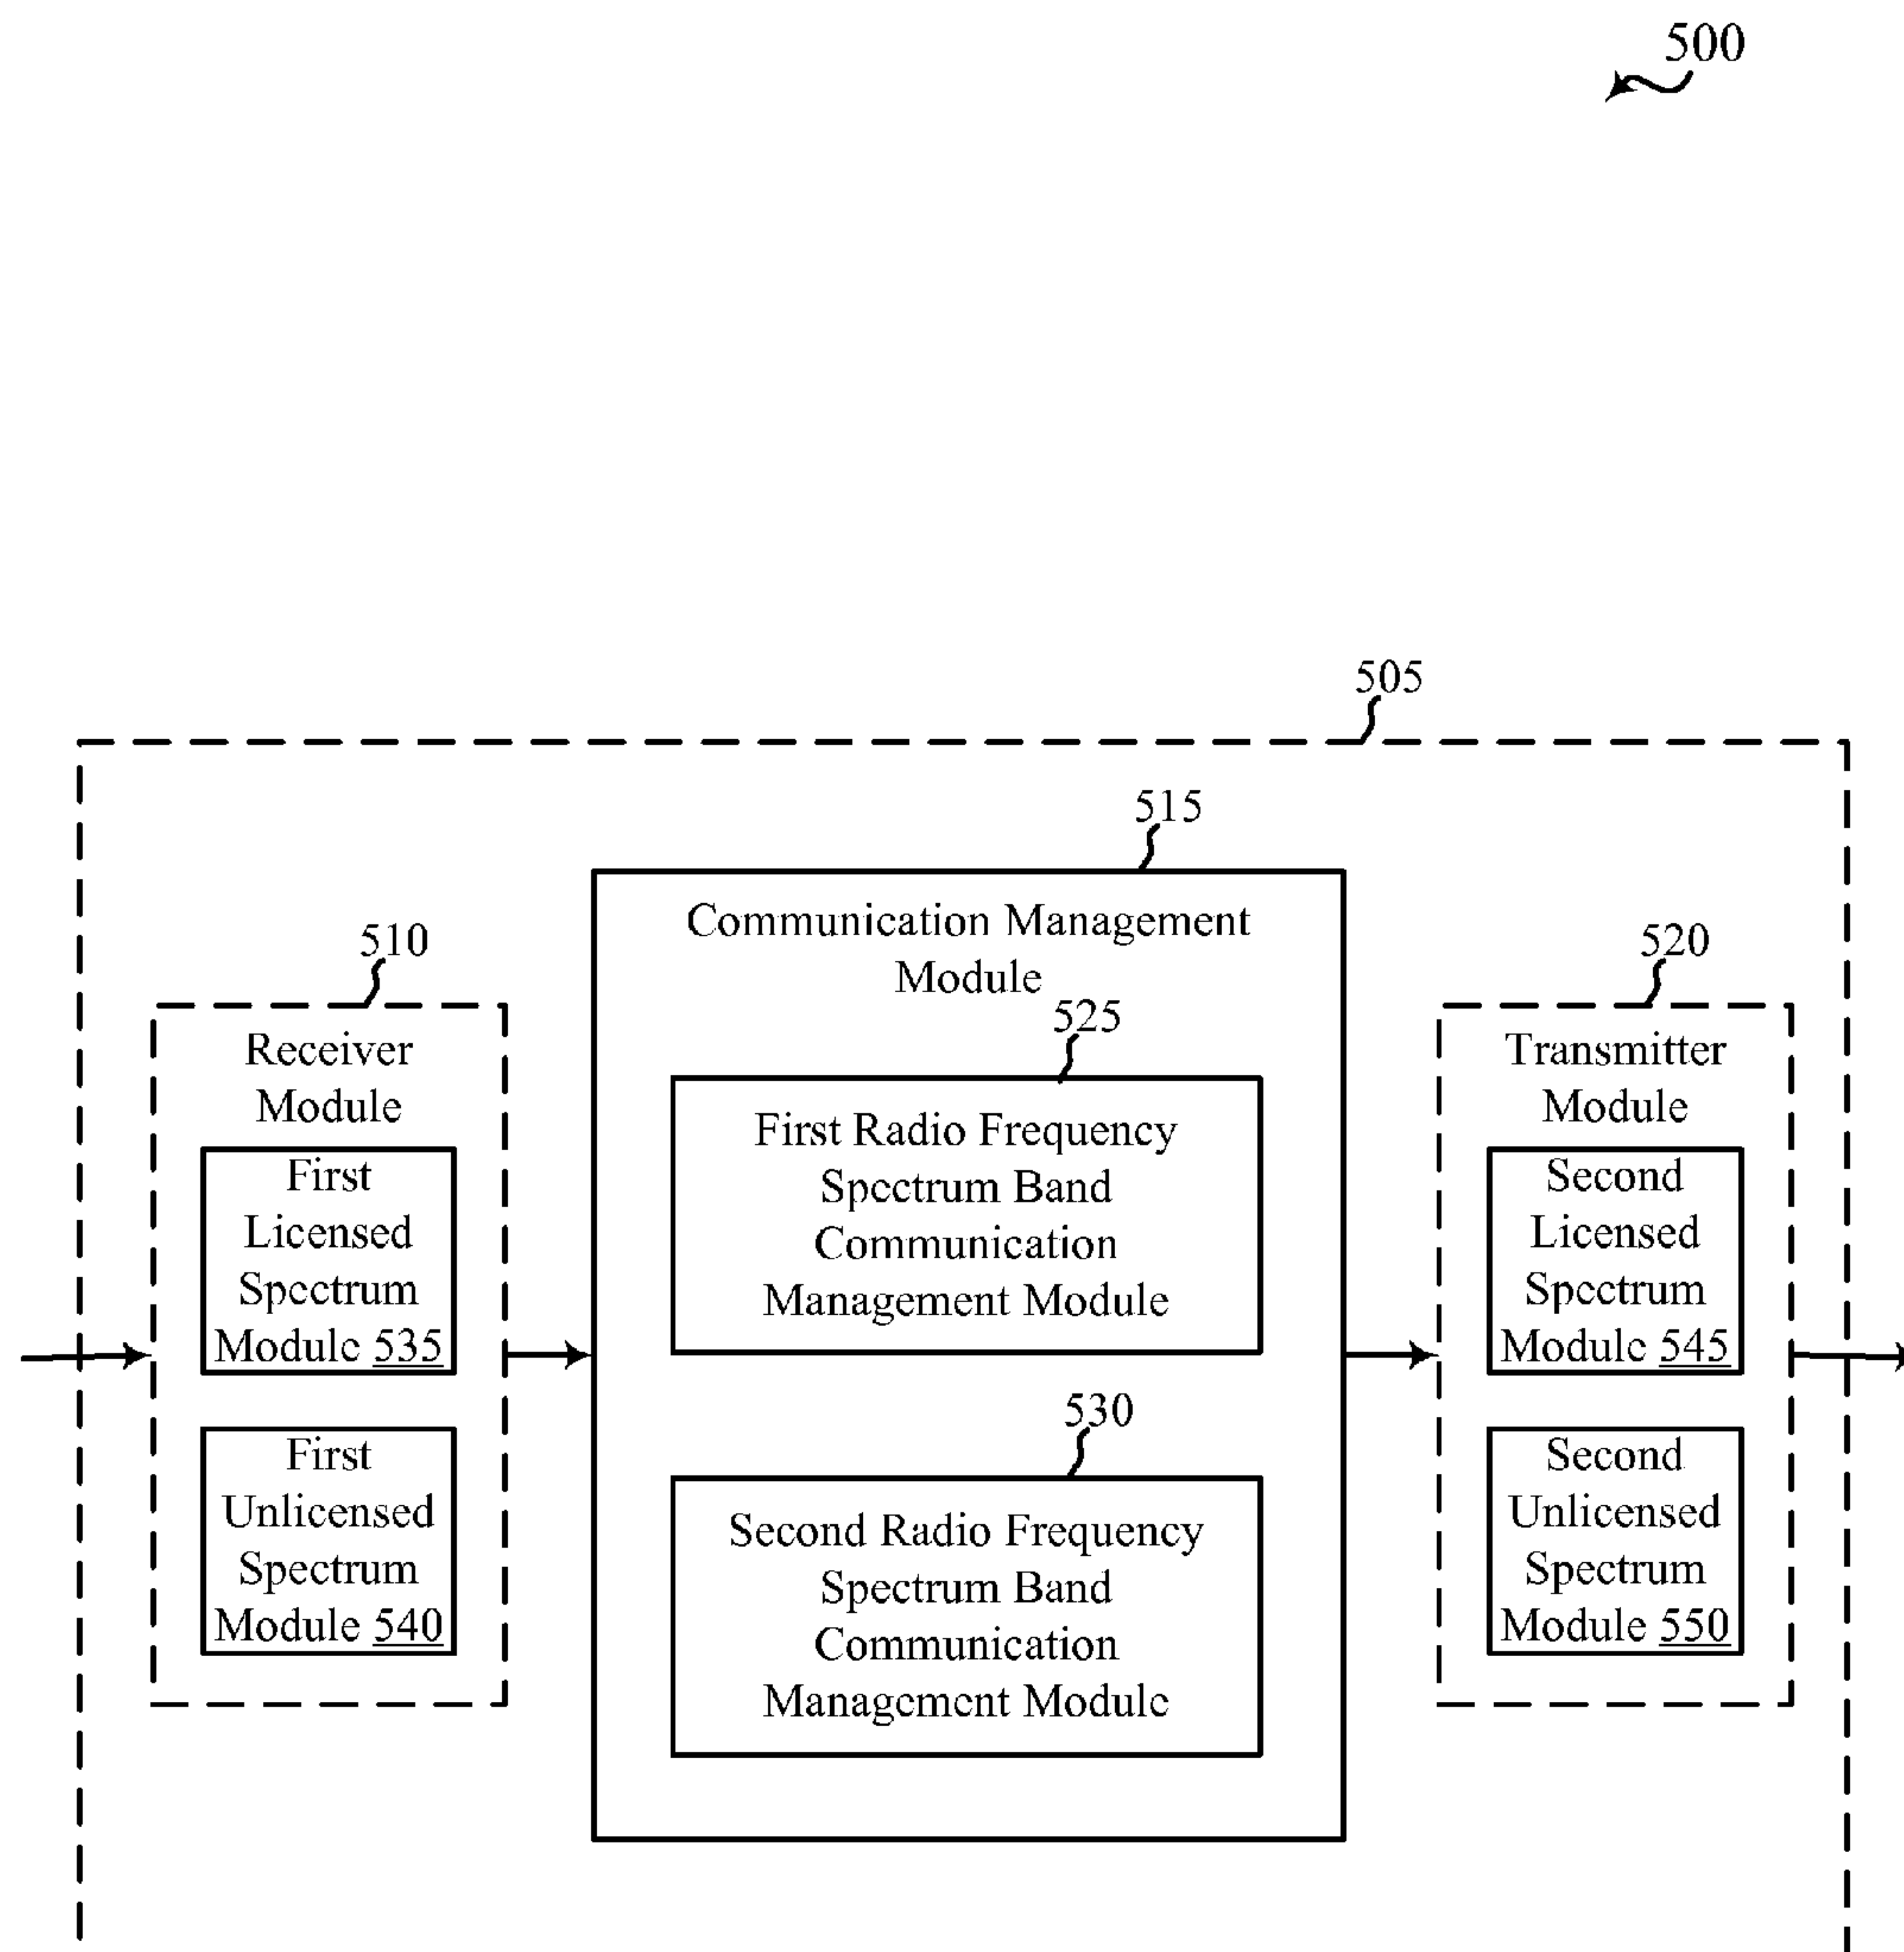 500
505
515
Communication Management
Module
510
Receiver
Module
First
Licensed
Spectrum
Module 535
First
Unlicensed
Spectrum
Module 540
525
First Radio Frequency
Spectrum Band
Communication
Management Module
530
Second Radio Frequency
Spectrum Band
Communication
Management Module
520
Transmitter
Module
Second
Licensed
Spectrum
Module 545
Second
Unlicensed
Spectrum
Module 550